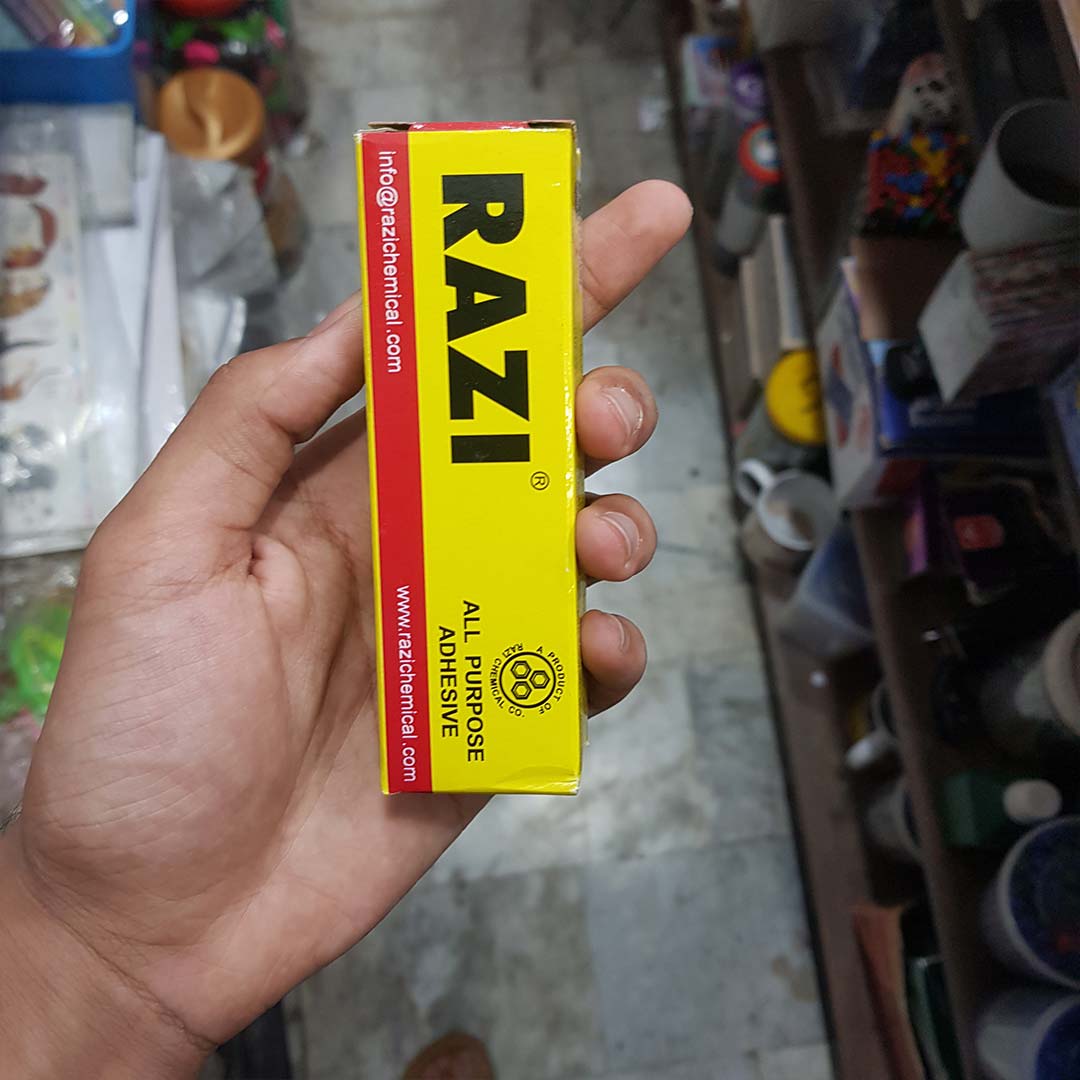 RAZI
®
ALL PURPOSE
ADHESIVE
A PRODUCT OF
RAZI CHEMICAL CO.
info@razichemical.com
www.razichemical.com